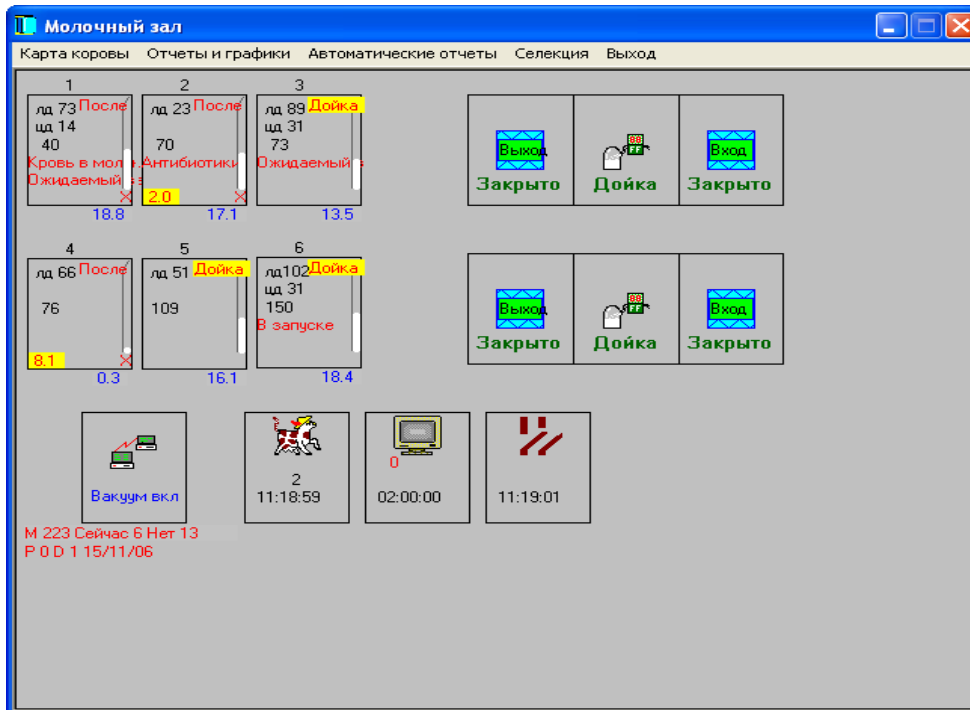 Молочный зал
Карта коровы Отчеты и графики Автоматические отчеты Селекция Выход
1 2 3
лд 73 После
цд 14
40
Кровь в моло
Ожидаемый
18.8
лд 23 После
70
Антибиотики
2.0
17.1
лд 89 Дойка
цд 31
73
Ожидаемый
13.5
Выход Вход
Закрыто Дойка Закрыто
4 5 6
лд 66 После
76
8.1
0.3
лд 51 Дойка
109
16.1
лд102 Дойка
цд 31
150
В запуске
18.4
Выход Вход
Закрыто Дойка Закрыто
Вакуум вкл
2
11:18:59
0
02:00:00
11:19:01
М 223 Сейчас 6 Нет 13
Р 0 D 1 15/11/06